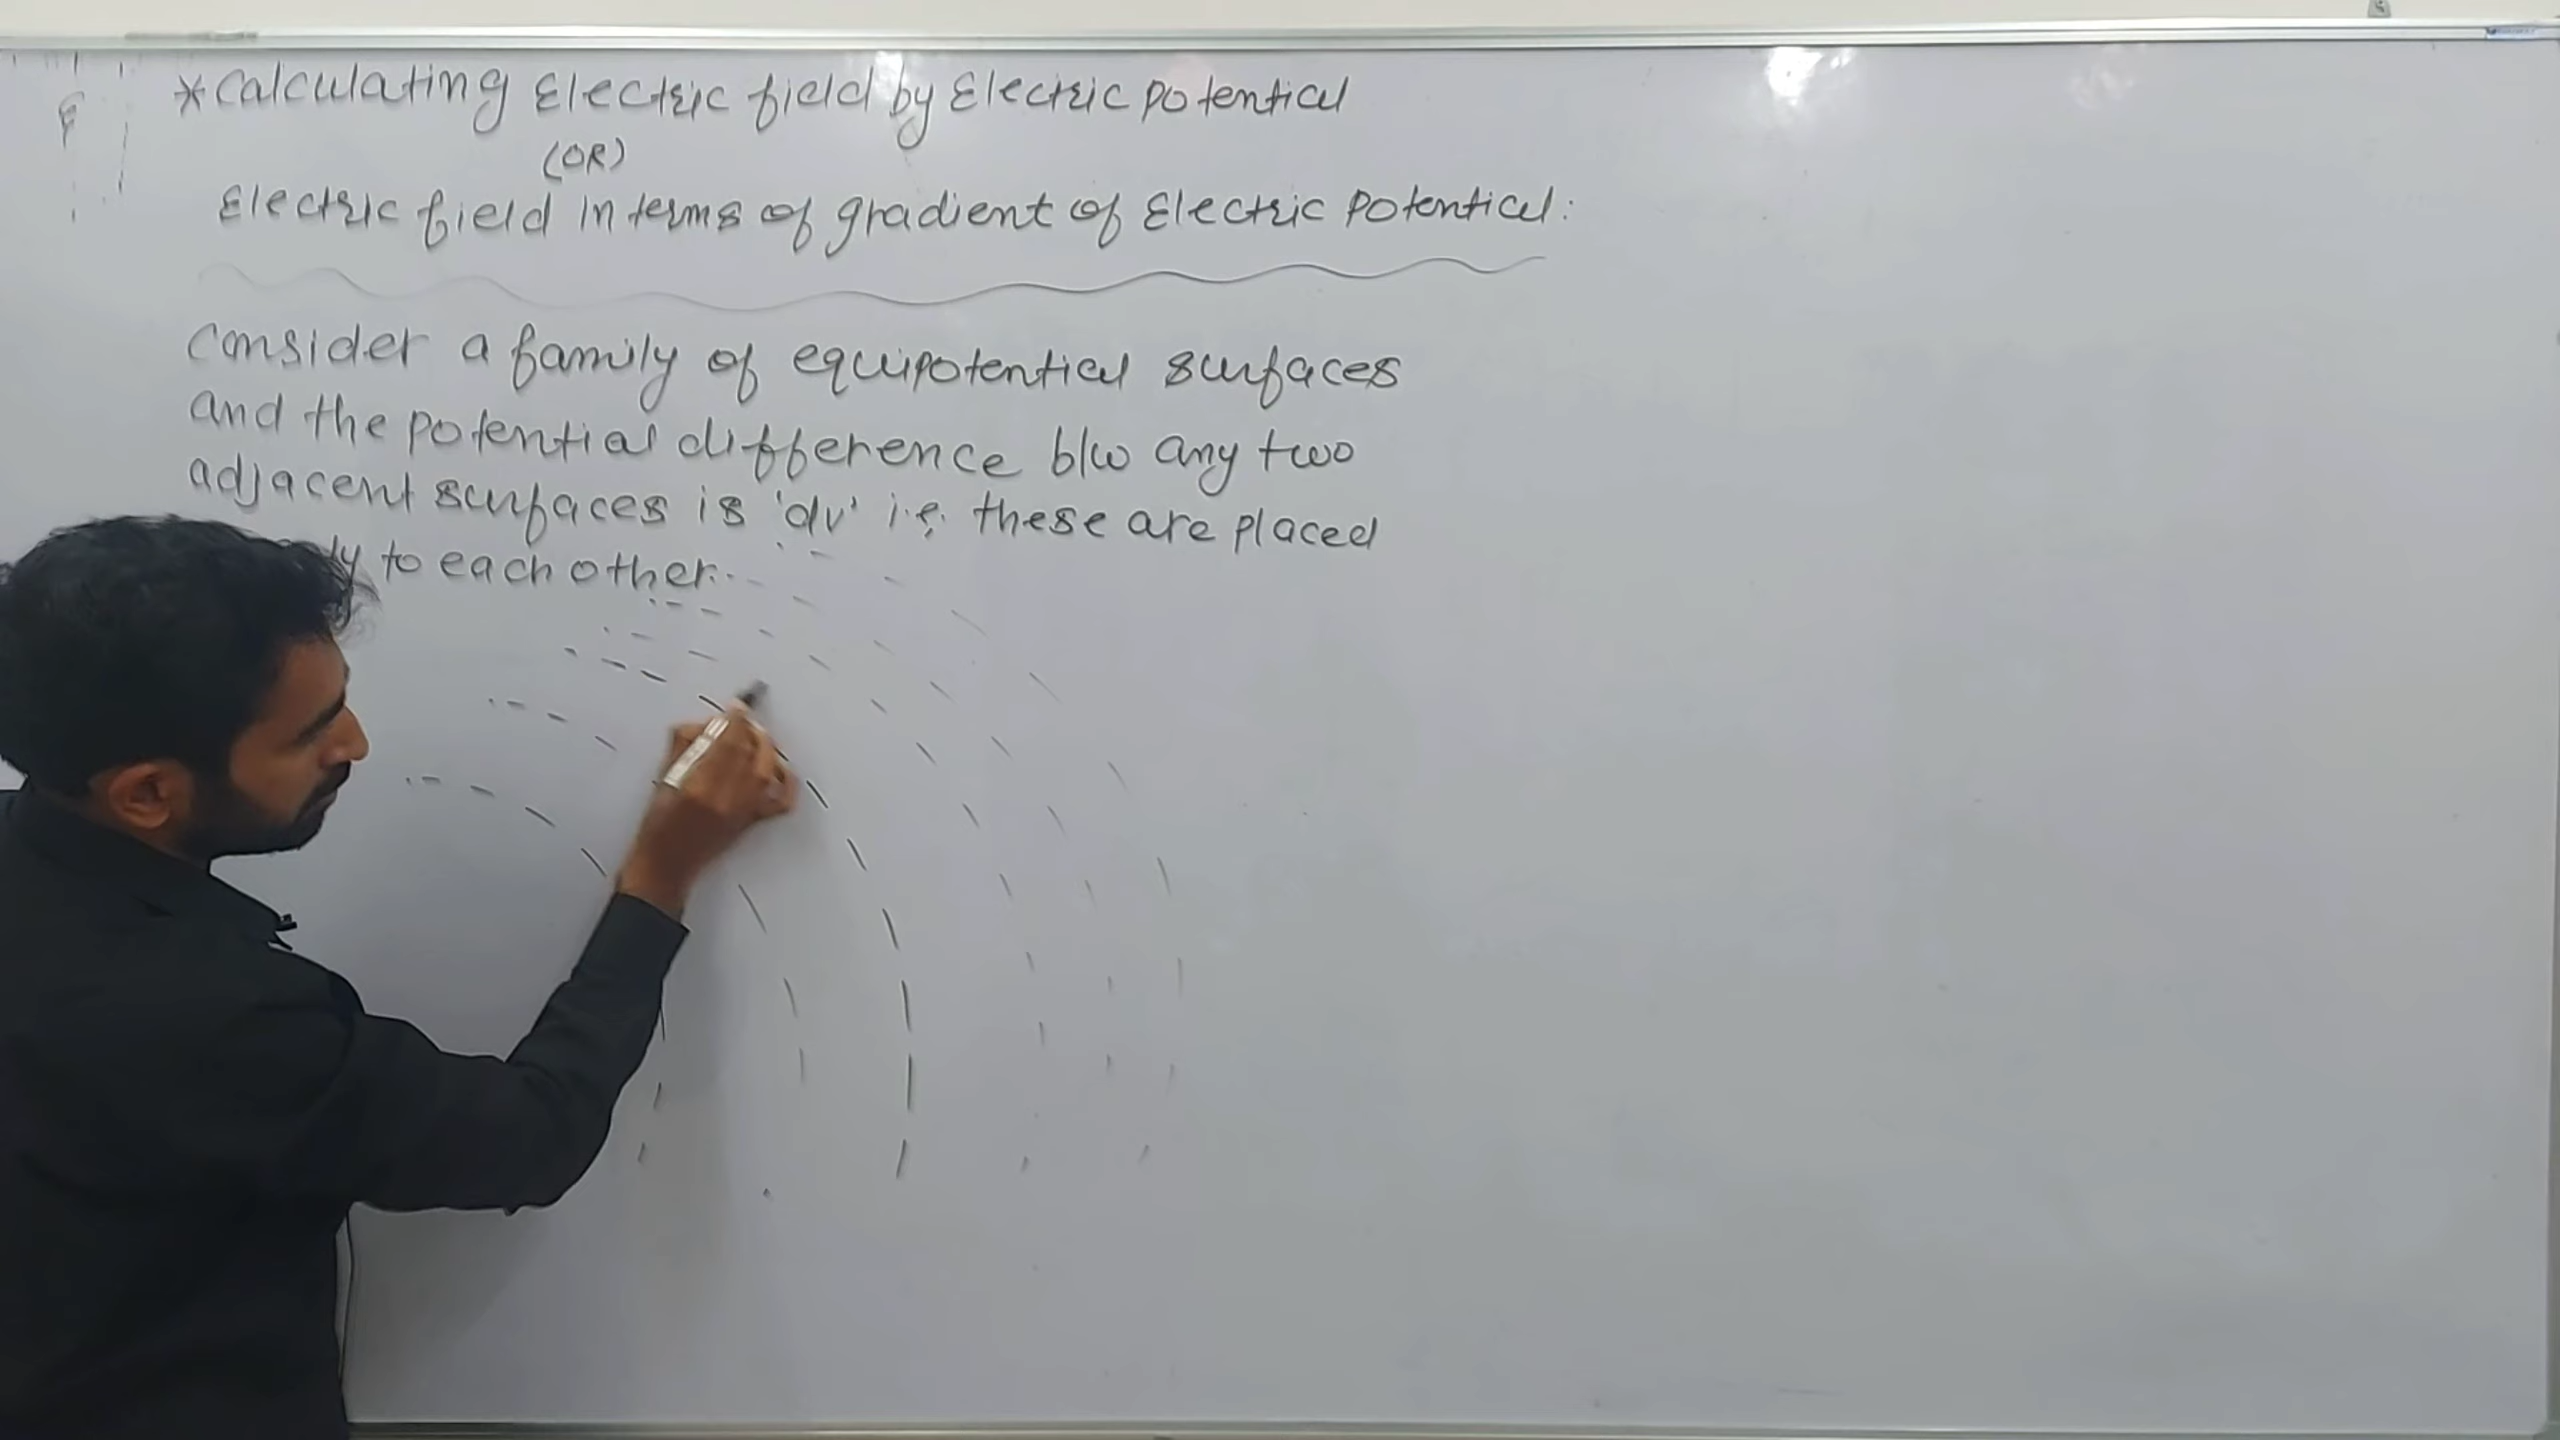 *Calculating Electric field by Electric potential
(OR)
Electric field in terms of gradient of Electric potential:
Consider a family of equipotential surfaces
and the potential difference b/w any two
adjacent surfaces is 'dv' i.e. these are placed
to each other.